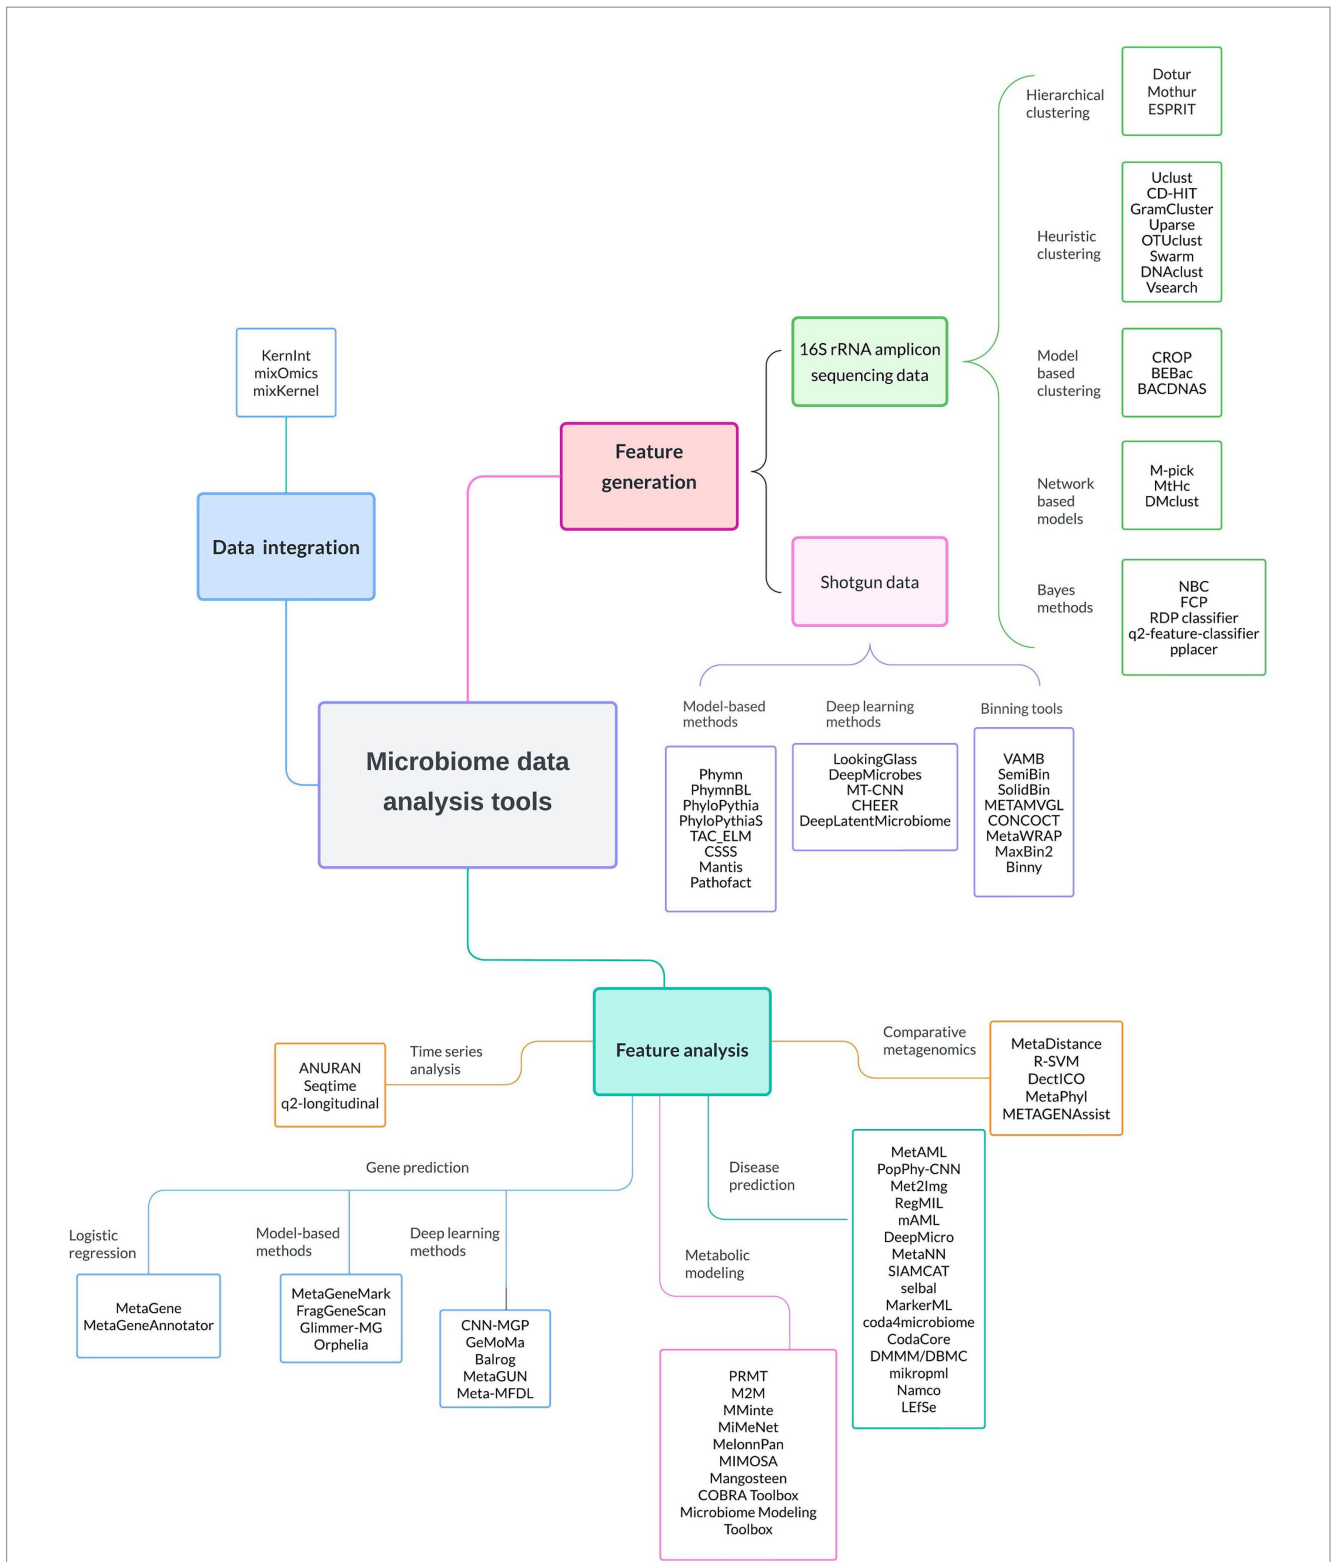 Hierarchical
clustering
Dotur
Mothur
ESPRIT
Heuristic
clustering
Uclust
CD-HIT
GramCluster
Uparse
OTUclust
Swarm
DNAclust
Vsearch
Model
based
clustering
CROP
BEBac
BACDNAS
Network
based
models
M-pick
MtHc
DMclust
Bayes
methods
NBC
FCP
RDP classifier
q2-feature-classifier
pplacer
16S rRNA amplicon
sequencing data
Feature
generation
Shotgun data
KernInt
mixOmics
mixKernel
Data integration
Microbiome data
analysis tools
Model-based
methods
Phymn
PhymnBL
PhyloPythia
PhyloPythiaS
TAC_ELM
CSSS
Mantis
Pathofact
Deep learning
methods
LookingGlass
DeepMicrobes
MT-CNN
CHEER
DeepLatentMicrobiome
Binning tools
VAMB
SemiBin
SolidBin
METAMVGL
CONCOCT
MetaWRAP
MaxBin2
Binny
Feature analysis
Time series
analysis
ANURAN
Seqtime
q2-longitudinal
Comparative
metagenomics
MetaDistance
R-SVM
DectICO
MetaPhyl
METAGENAssist
Gene prediction
Logistic
regression
MetaGene
MetaGeneAnnotator
Model-based
methods
MetaGeneMark
FragGeneScan
Glimmer-MG
Orphelia
Deep learning
methods
CNN-MGP
GeMoMa
Balrog
MetaGUN
Meta-MFDL
Disease
prediction
MetAML
PopPhy-CNN
Met2Img
RegMIL
mAML
DeepMicro
MetaNN
SIAMCAT
selbal
MarkerML
coda4microbiome
CodaCore
DMMM/DBMC
mikropml
Namco
LEfSe
Metabolic
modeling
PRMT
M2M
MMinte
MiMeNet
MelonnPan
MIMOSA
Mangosteen
COBRA Toolbox
Microbiome Modeling
Toolbox